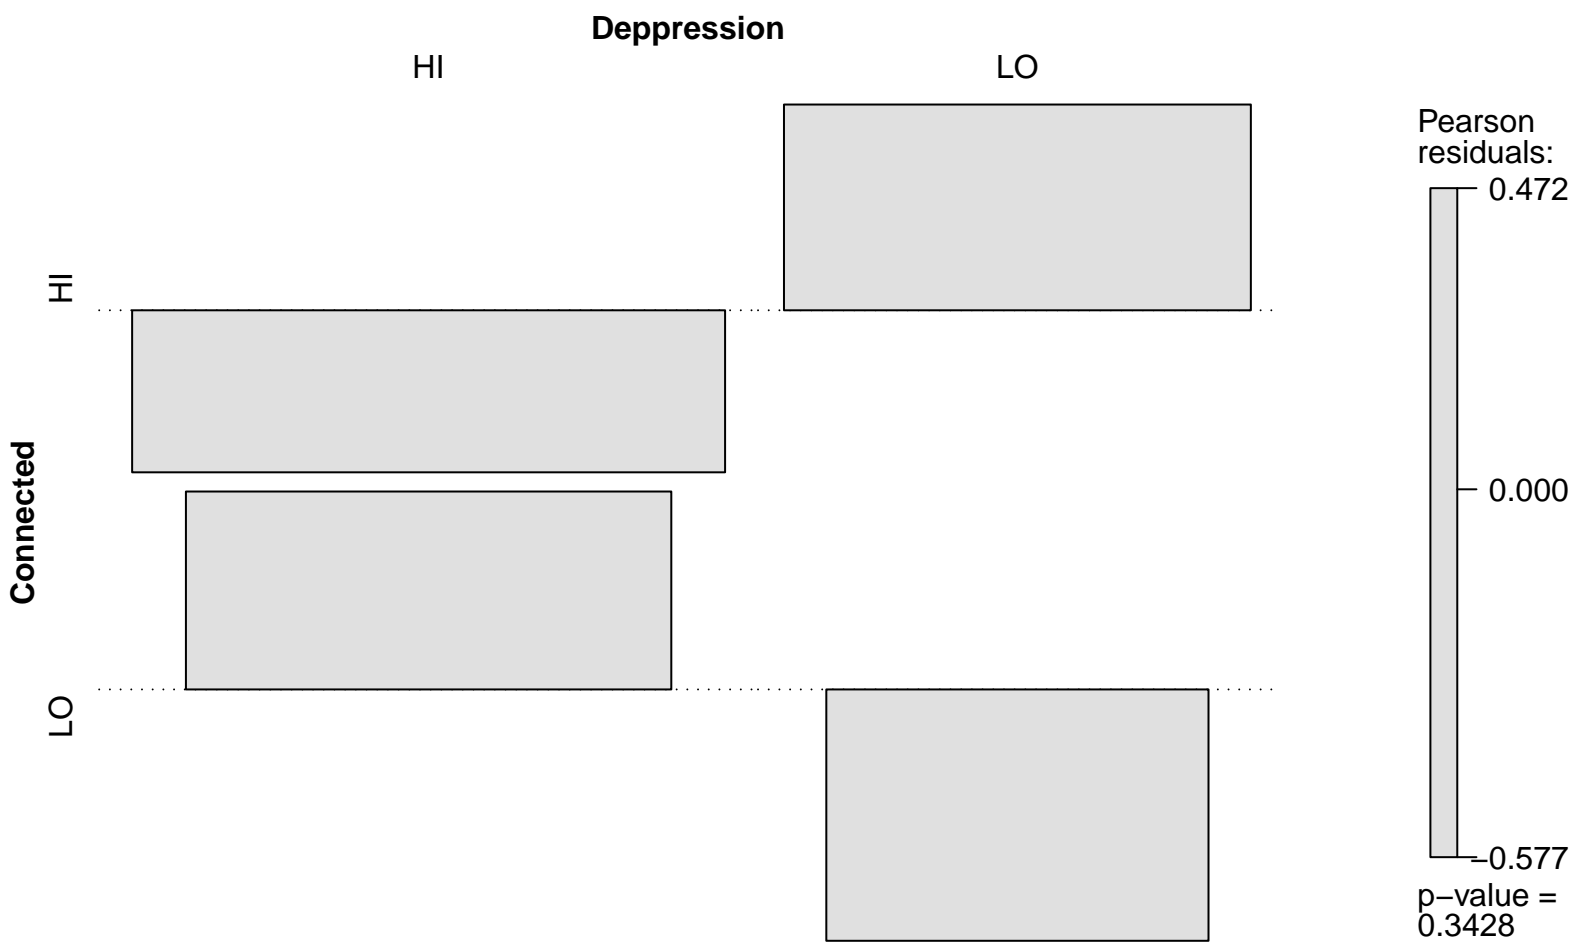 Deppression
HI LO
Connected
HI
LO
Pearson
residuals:
0.472
0.000
−0.577
p−value =
0.3428